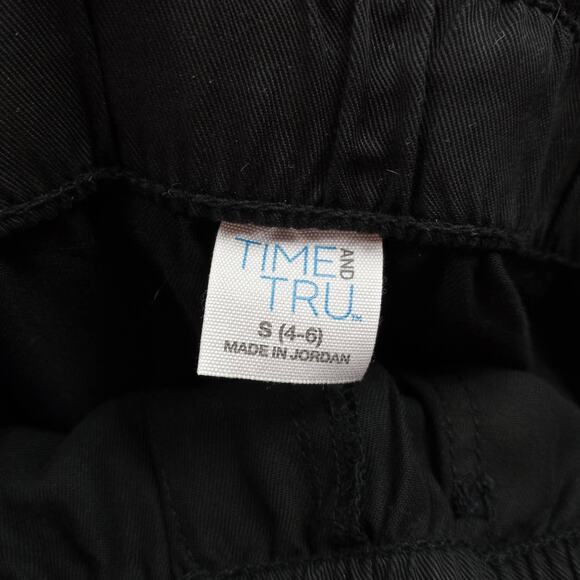 TIME AND
TRU™
S (4-6)
MADE IN JORDAN